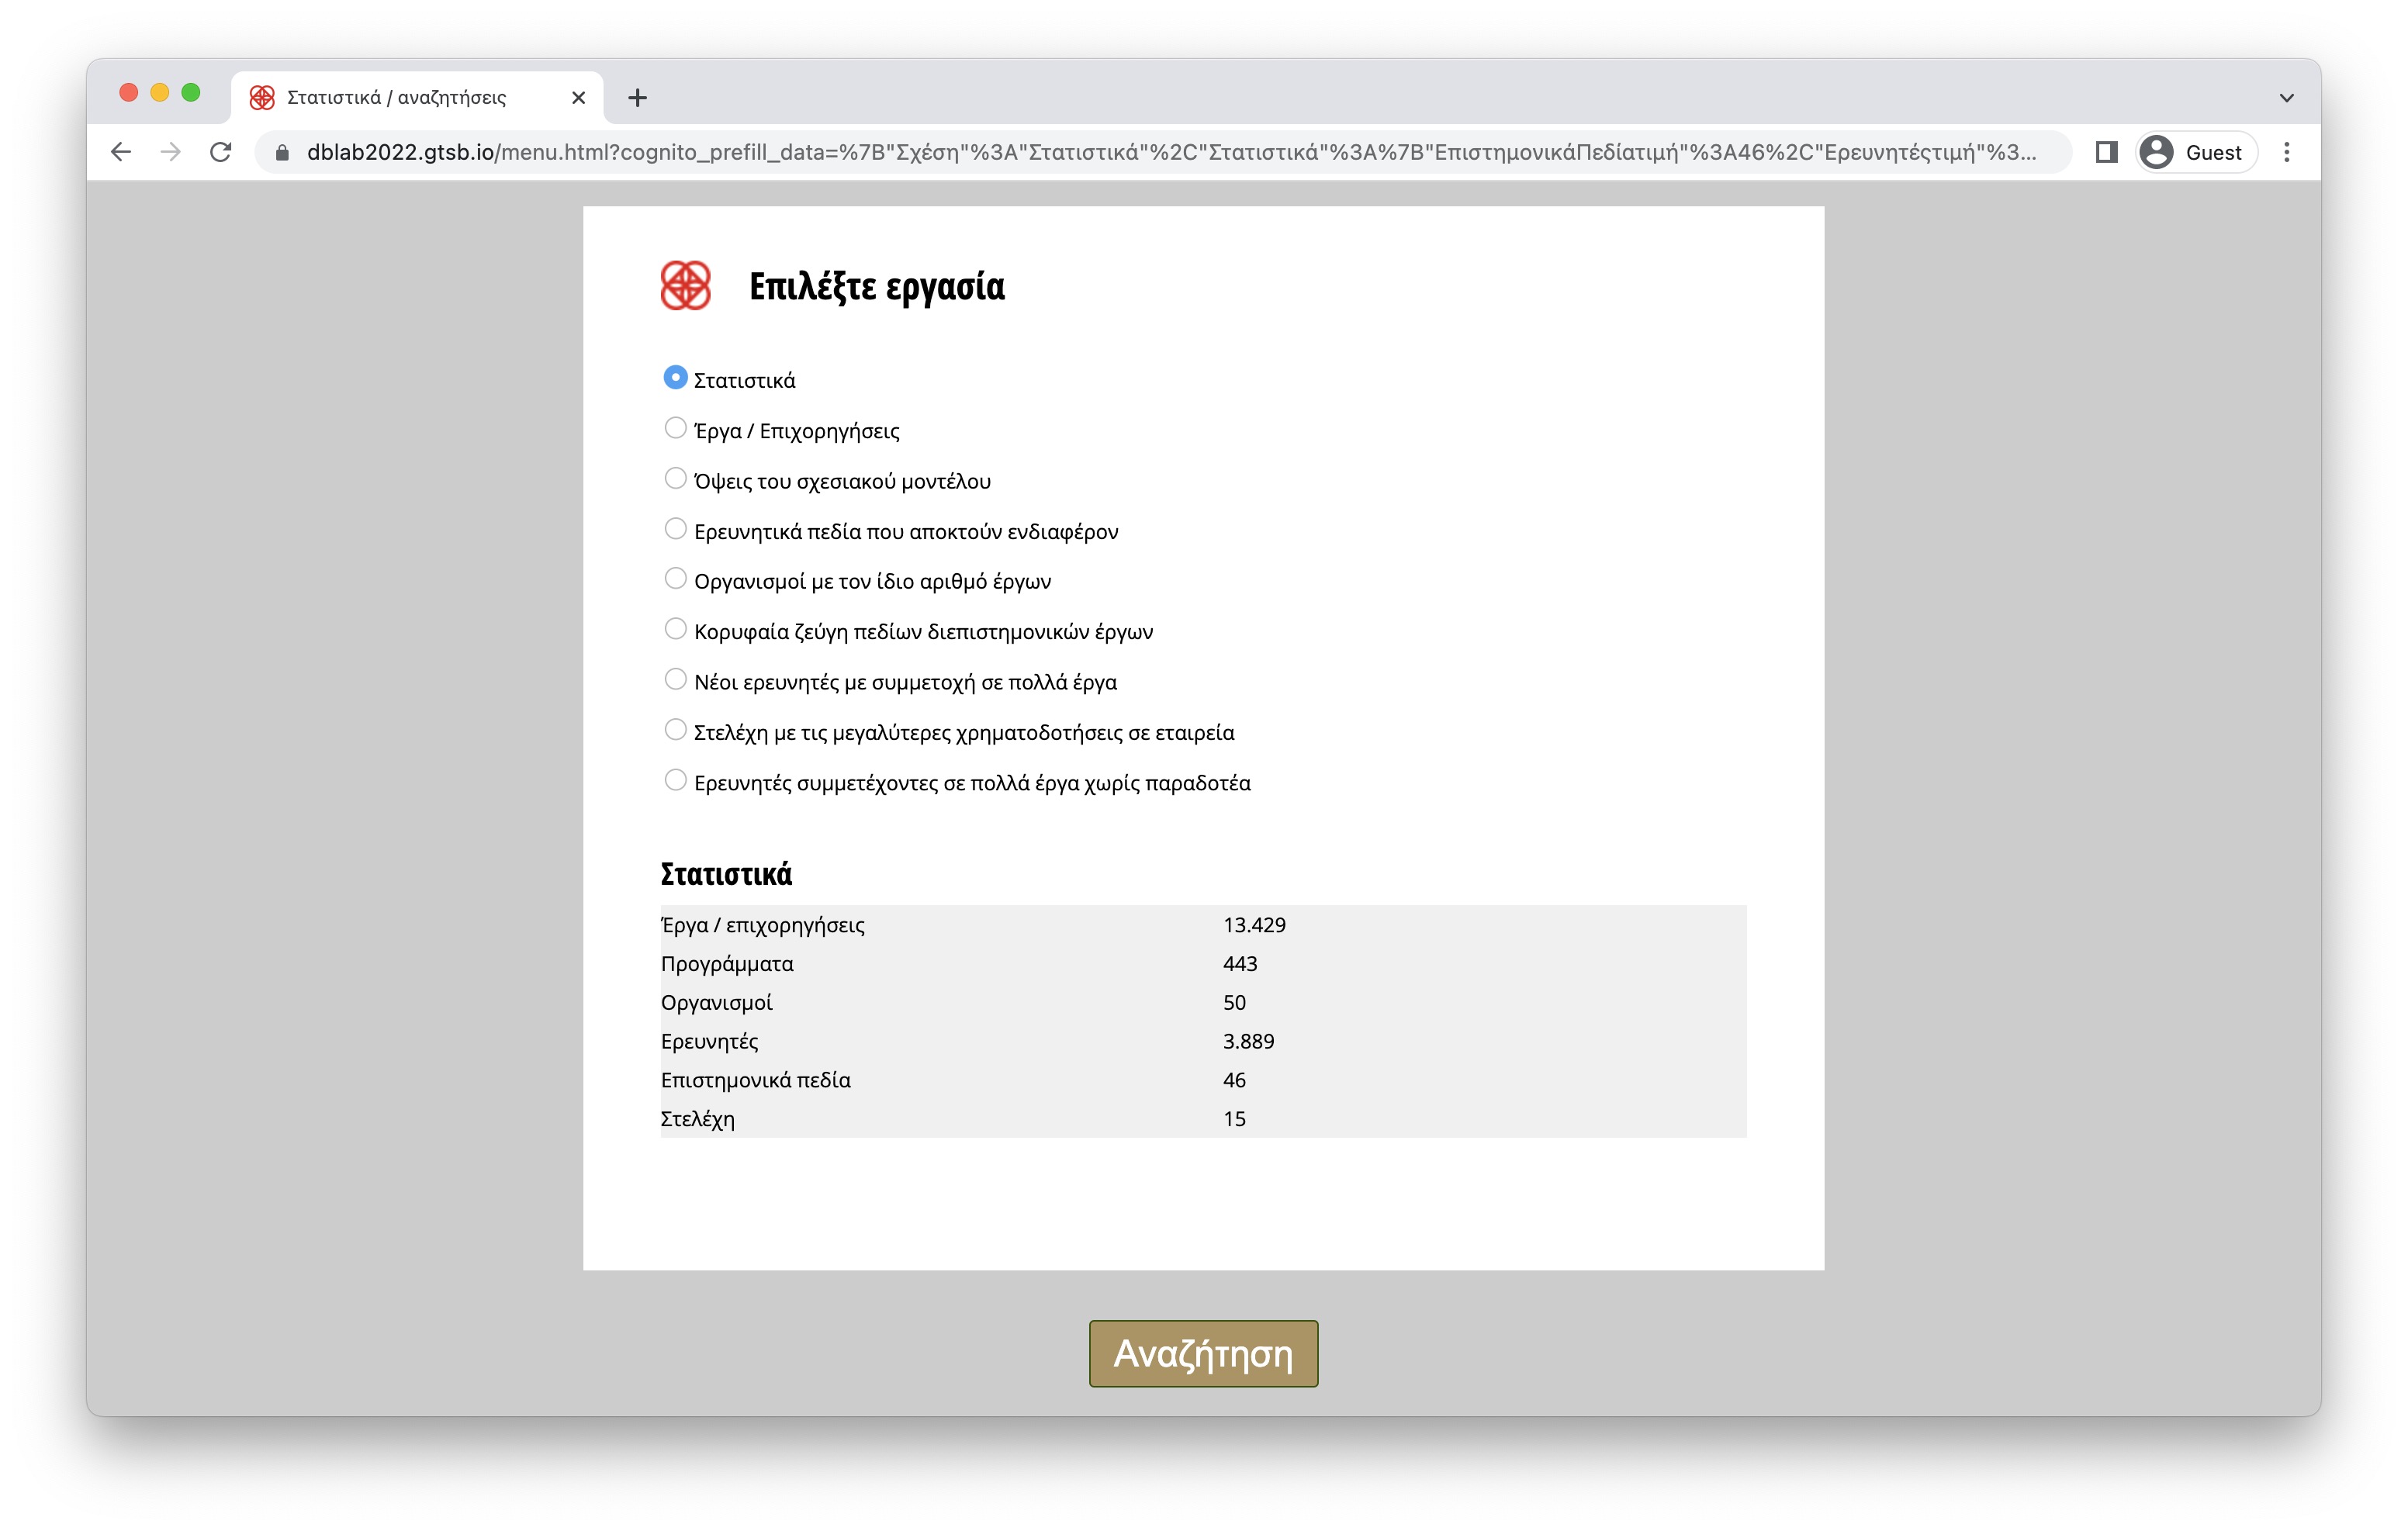 Στατιστικά / αναζητήσεις
dblab2022.gtsb.io/menu.html?cognito_prefill_data=%7B"Σχέση"%3A"Στατιστικά"%2C"Στατιστικά"%3A%7B"ΕπιστημονικάΠεδίατιμή"%3A46%2C"Ερευνητέςτιμή"%3...
Guest
Επιλέξτε εργασία
Στατιστικά
Έργα / Επιχορηγήσεις
Όψεις του σχεσιακού μοντέλου
Ερευνητικά πεδία που αποκτούν ενδιαφέρον
Οργανισμοί με τον ίδιο αριθμό έργων
Κορυφαία ζεύγη πεδίων διεπιστημονικών έργων
Νέοι ερευνητές με συμμετοχή σε πολλά έργα
Στελέχη με τις μεγαλύτερες χρηματοδοτήσεις σε εταιρεία
Ερευνητές συμμετέχοντες σε πολλά έργα χωρίς παραδοτέα
Στατιστικά
Έργα / επιχορηγήσεις 13.429
Προγράμματα 443
Οργανισμοί 50
Ερευνητές 3.889
Επιστημονικά πεδία 46
Στελέχη 15
Αναζήτηση